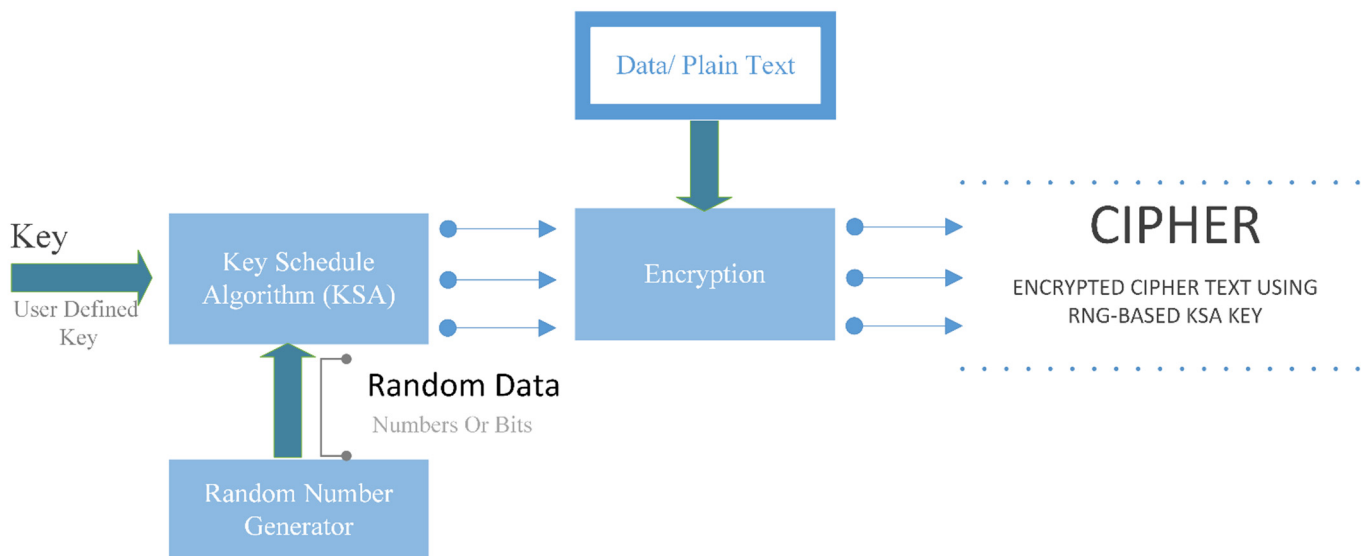 Data/ Plain Text
Key
User Defined
Key
Key Schedule
Algorithm (KSA)
Encryption
CIPHER
ENCRYPTED CIPHER TEXT USING
RNG-BASED KSA KEY
Random Data
Numbers Or Bits
Random Number
Generator